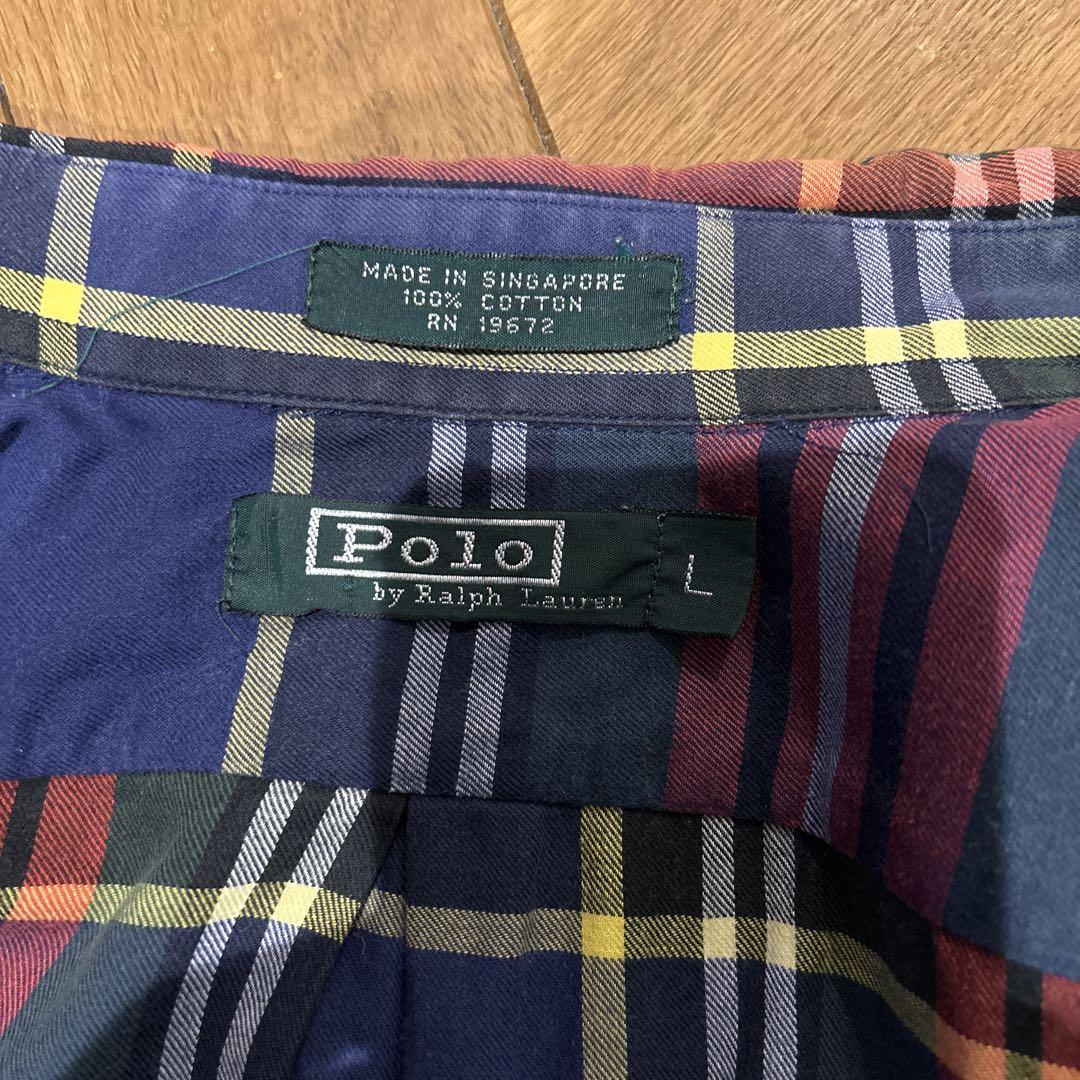 MADE IN SINGAPORE
100% COTTON
RN 19672
Polo
by Ralph Lauren
L